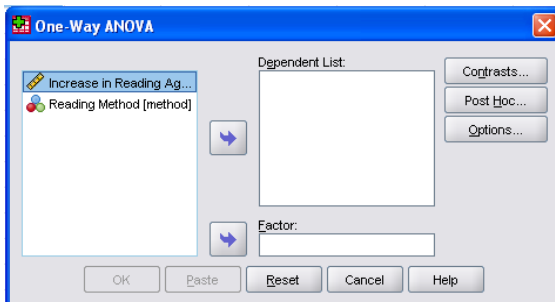 One-Way ANOVA
Increase in Reading Ag...
Reading Method [method]
Dependent List:
Contrasts...
Post Hoc...
Options...
Factor:
OK
Paste
Reset
Cancel
Help